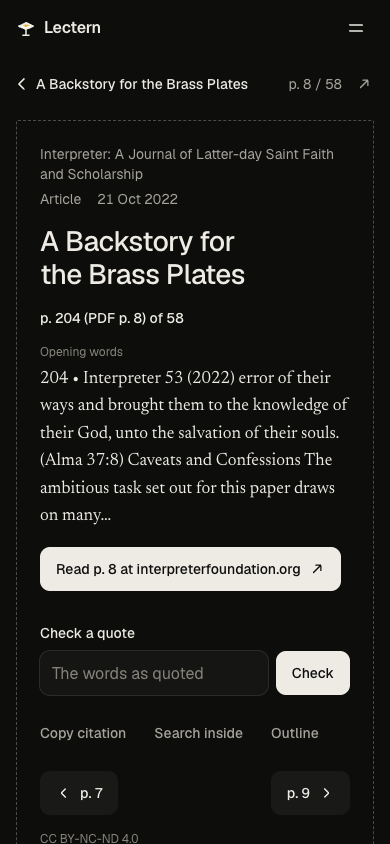 Lectern
A Backstory for the Brass Plates
p. 8 / 58
Interpreter: A Journal of Latter-day Saint Faith
and Scholarship
Article 21 Oct 2022
A Backstory for
the Brass Plates
p. 204 (PDF p. 8) of 58
Opening words
204 • Interpreter 53 (2022) error of their
ways and brought them to the knowledge of
their God, unto the salvation of their souls.
(Alma 37:8) Caveats and Confessions The
ambitious task set out for this paper draws
on many…
Read p. 8 at interpreterfoundation.org
Check a quote
The words as quoted
Check
Copy citation Search inside Outline
p. 7
p. 9
CC BY-NC-ND 4.0